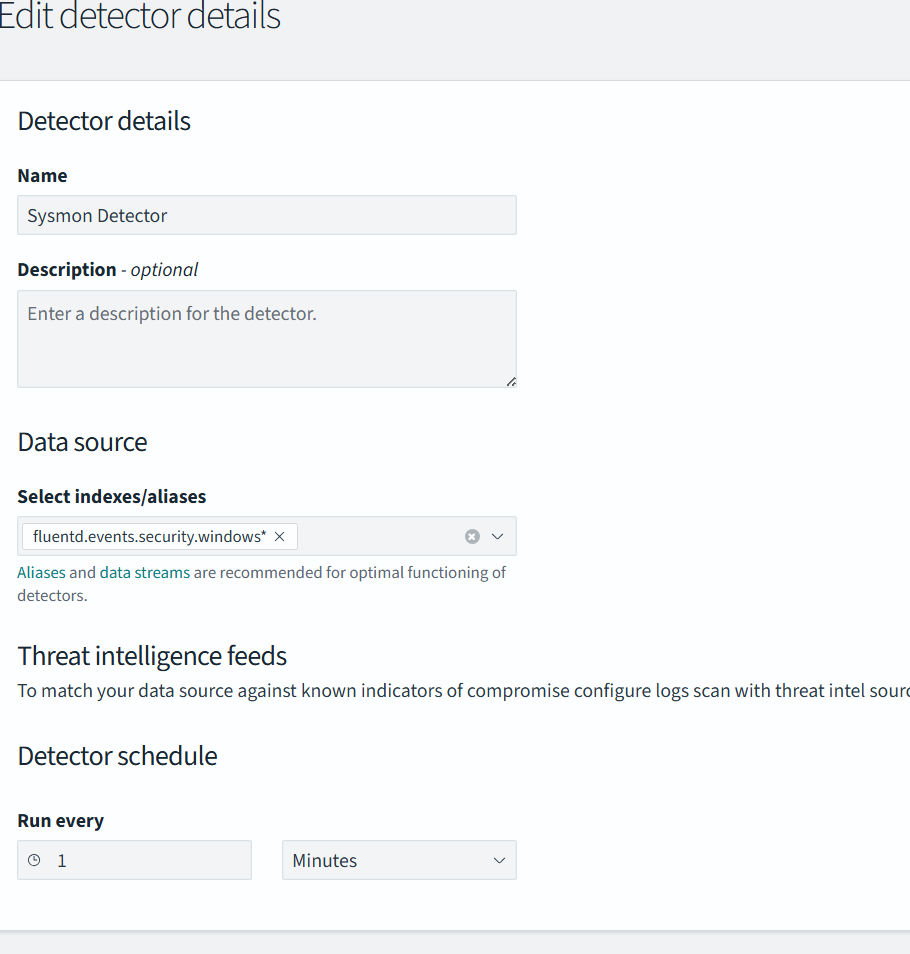 Edit detector details
Detector details
Name
Sysmon Detector
Description - optional
Enter a description for the detector.
Data source
Select indexes/aliases
fluentd.events.security.windows*
Aliases and data streams are recommended for optimal functioning of
detectors.
Threat intelligence feeds
To match your data source against known indicators of compromise configure logs scan with threat intel sourc
Detector schedule
Run every
1
Minutes